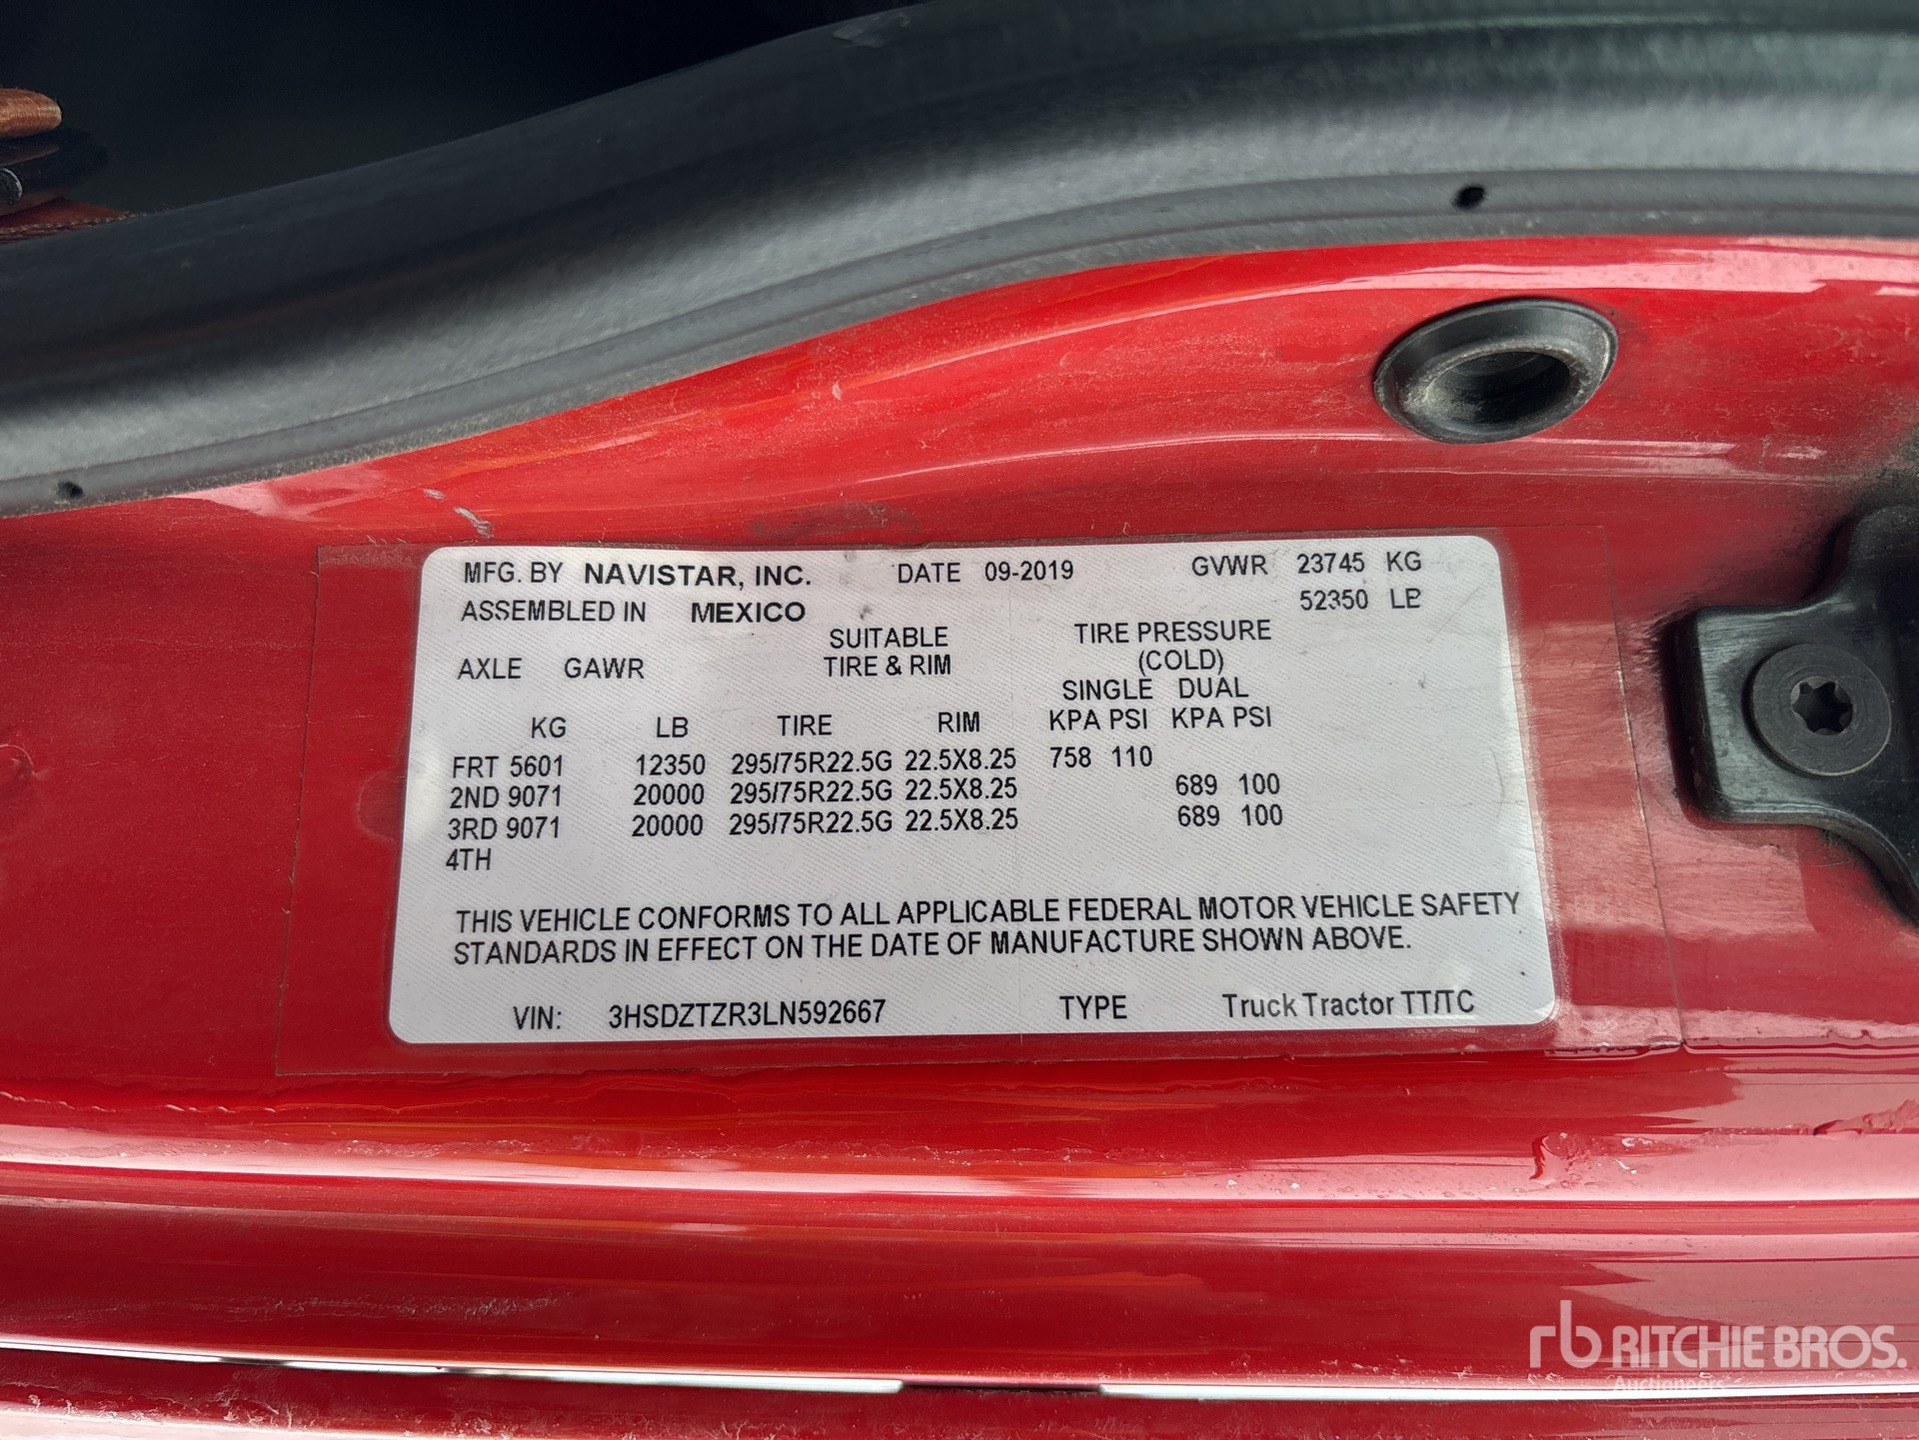 MFG. BY NAVISTAR, INC. DATE 09-2019 GVWR 23745 KG
ASSEMBLED IN MEXICO 52350 LB
SUITABLE TIRE PRESSURE
AXLE GAWR TIRE & RIM (COLD)
SINGLE DUAL
KG LB TIRE RIM KPA PSI KPA PSI
FRT 5601 12350 295/75R22.5G 22.5X8.25 758 110
2ND 9071 20000 295/75R22.5G 22.5X8.25 689 100
3RD 9071 20000 295/75R22.5G 22.5X8.25 689 100
4TH
THIS VEHICLE CONFORMS TO ALL APPLICABLE FEDERAL MOTOR VEHICLE SAFETY
STANDARDS IN EFFECT ON THE DATE OF MANUFACTURE SHOWN ABOVE.
VIN: 3HSDZTZR3LN592667 TYPE Truck Tractor TT/TC
rb RITCHIE BROS.
Auctioneers